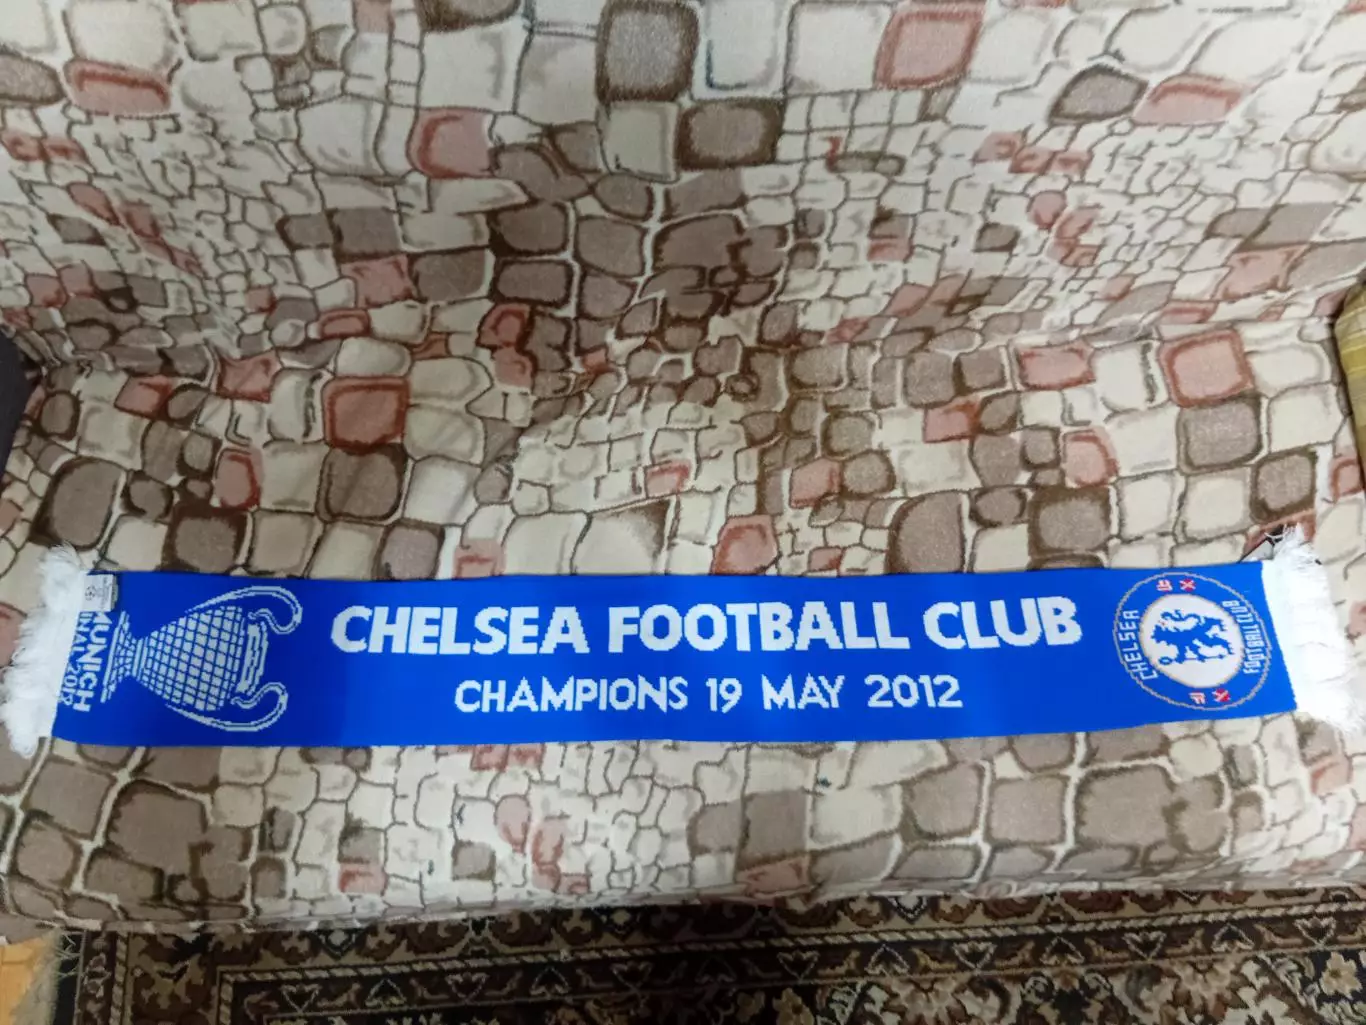 MUNICH
FINAL 2012
CHELSEA FOOTBALL CLUB
CHAMPIONS 19 MAY 2012
CHELSEA
FOOTBALL CLUB